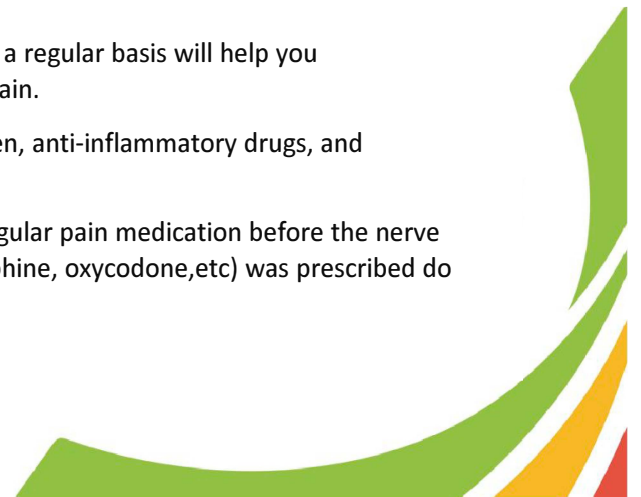 a regular basis will help you
ain.
en, anti-inflammatory drugs, and
gular pain medication before the nerve
phine, oxycodone,etc) was prescribed do